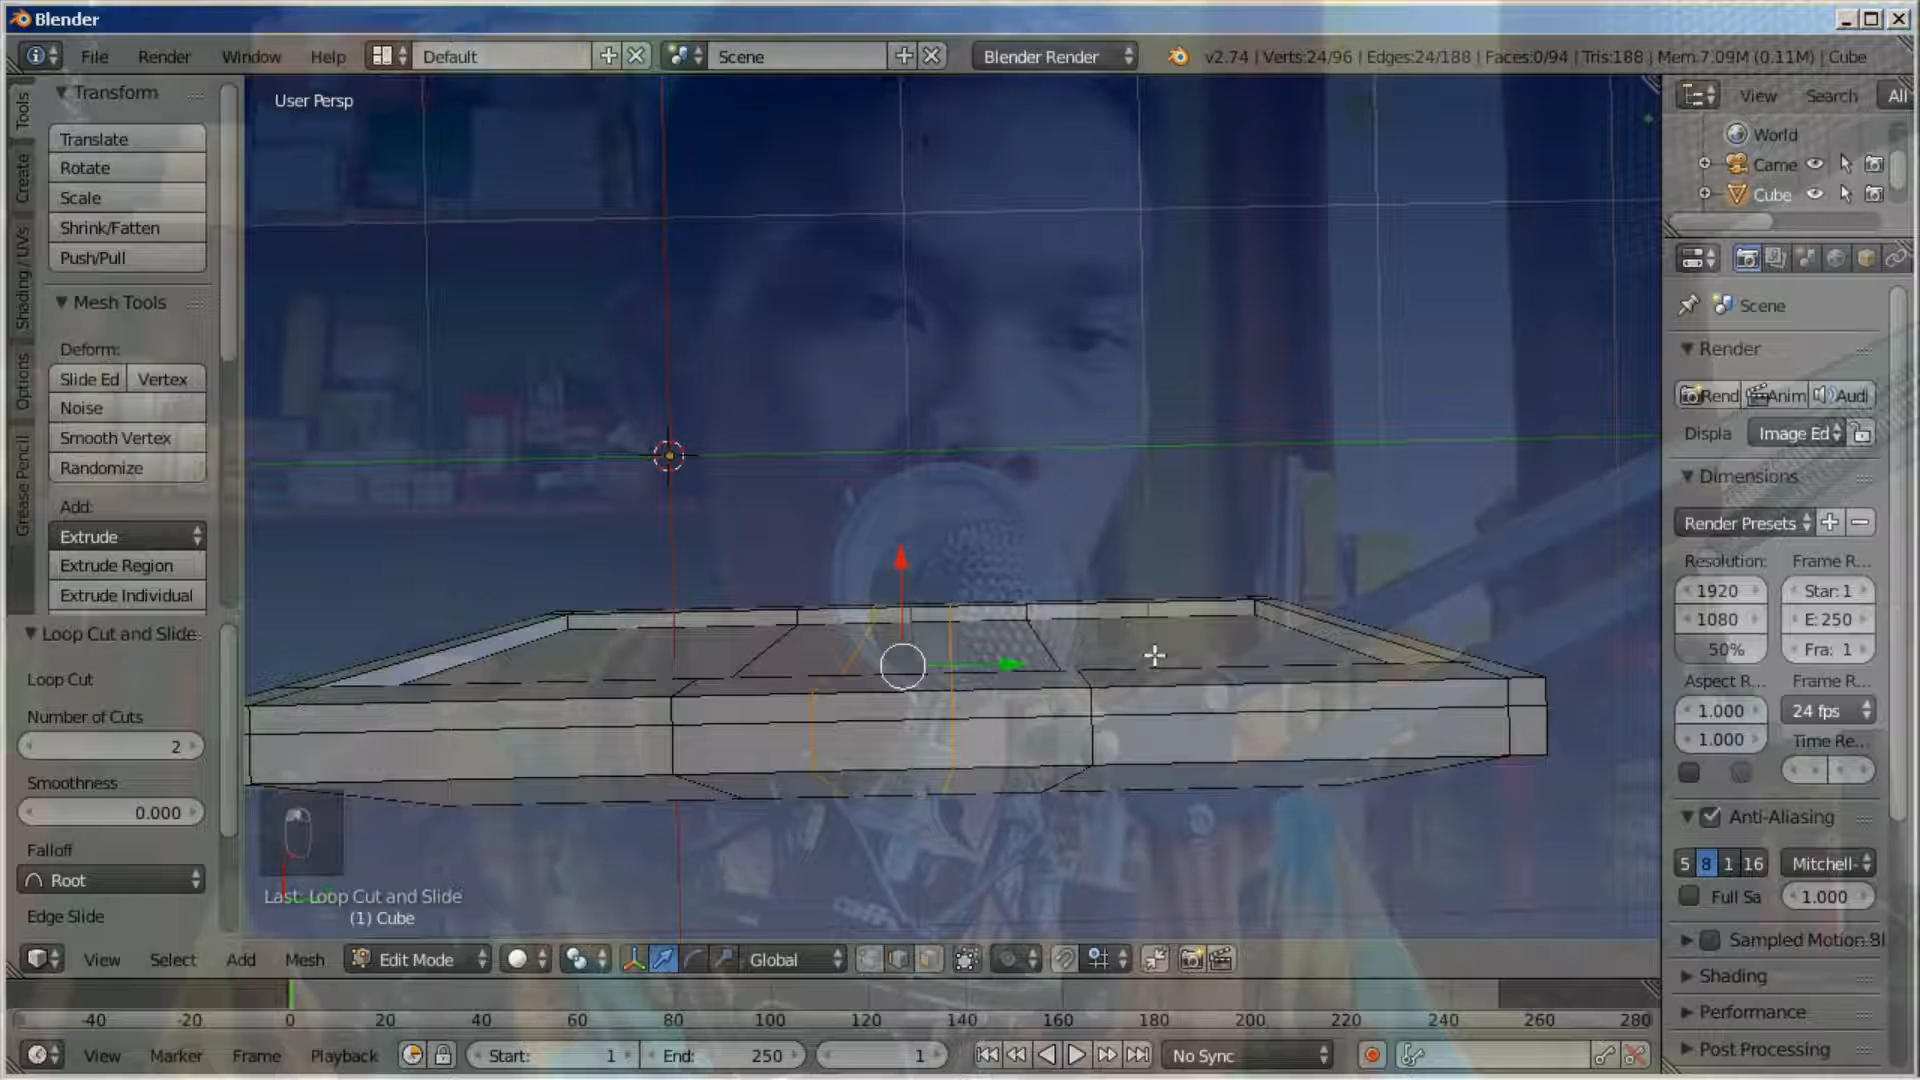 Blender
File Render Window Help Default Scene Blender Render v2.74 | Verts:24/96 | Edges:24/188 | Faces:0/94 | Tris:188 | Mem:7.09M (0.11M) | Cube
Tools
Create
Shading / UVs
Options
Grease Pencil
Transform
Translate
Rotate
Scale
Shrink/Fatten
Push/Pull
Mesh Tools
Deform:
Slide Ed Vertex
Noise
Smooth Vertex
Randomize
Add:
Extrude
Extrude Region
Extrude Individual
Loop Cut and Slide
Loop Cut
Number of Cuts
2
Smoothness
0.000
Falloff
Root
Edge Slide
User Persp
Last: Loop Cut and Slide
(1) Cube
View Search All
World
Came
Cube
Scene
Render
Rend Anim Audi
Displa Image Ed
Dimensions
Render Presets
Resolution: Frame R...
1920 Star: 1
1080 E: 250
50% Fra: 1
Aspect R... Frame R...
1.000 24 fps
1.000 Time Re...
Anti-Aliasing
5 8 1 16 Mitchell-
Full Sa 1.000
Sampled Motion Bl
Shading
Performance
Post Processing
View Select Add Mesh Edit Mode Global
-40 -20 0 20 40 60 80 100 120 140 160 180 200 220 240 260 280
View Marker Frame Playback Start: 1 End: 250 1 No Sync